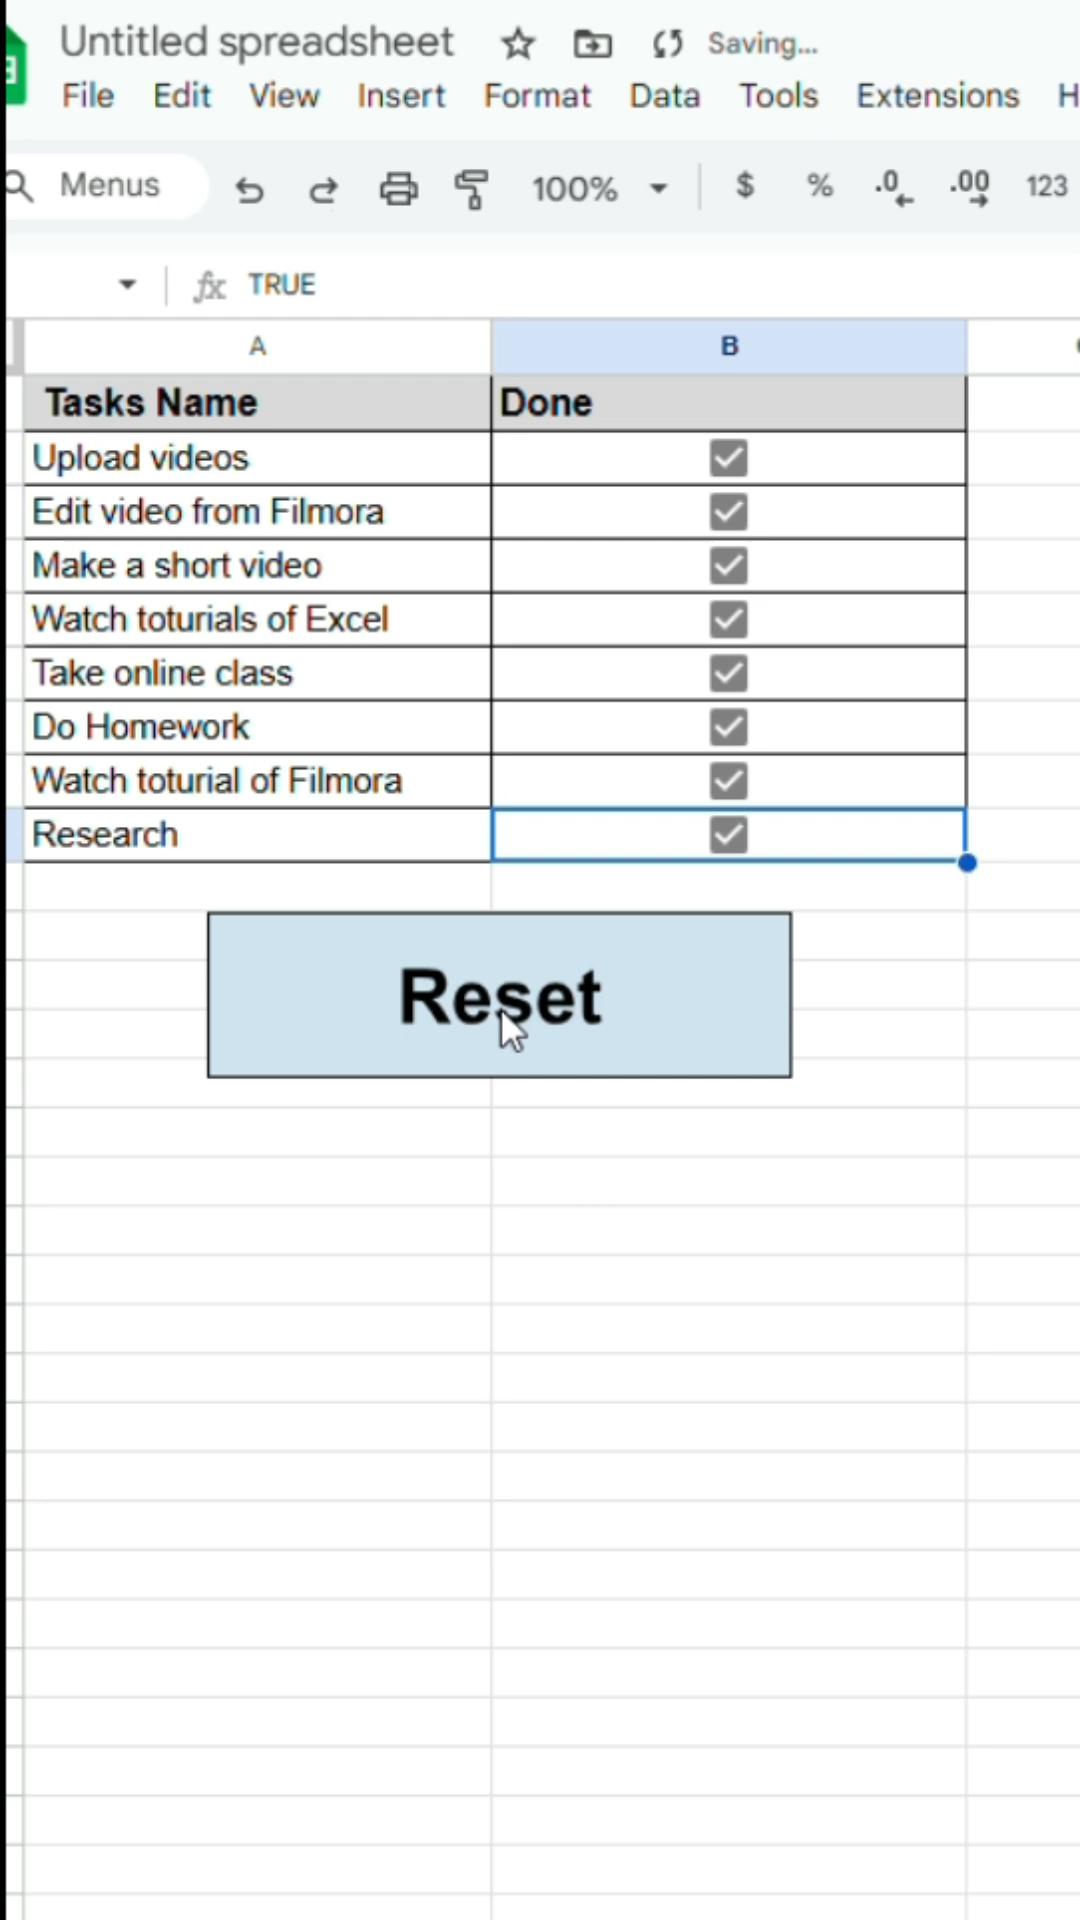 Untitled spreadsheet Saving...
File Edit View Insert Format Data Tools Extensions H
Menus 100% $ % .0 .00 123
fx TRUE
A B
Tasks Name Done
Upload videos
Edit video from Filmora
Make a short video
Watch toturials of Excel
Take online class
Do Homework
Watch toturial of Filmora
Research
Reset